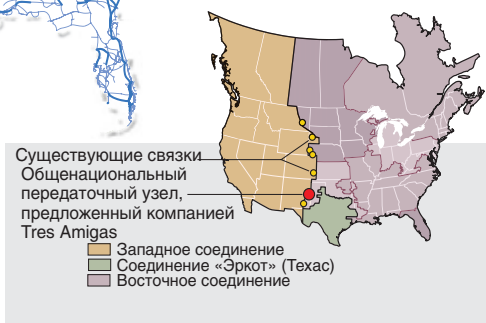 Существующие связки
Общенациональный
передаточный узел,
предложенный компанией
Tres Amigas
Западное соединение
Соединение «Эркот» (Техас)
Восточное соединение